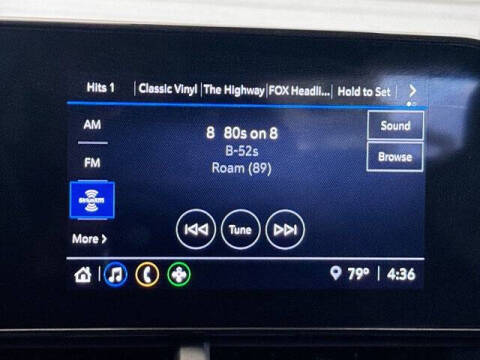 Hits 1 Classic Vinyl The Highway FOX Headli... Hold to Set >
AM
8 80s on 8
Sound
B-52s
FM
Browse
Roam (89)
SiriusXM
More >
Tune
79° 4:36